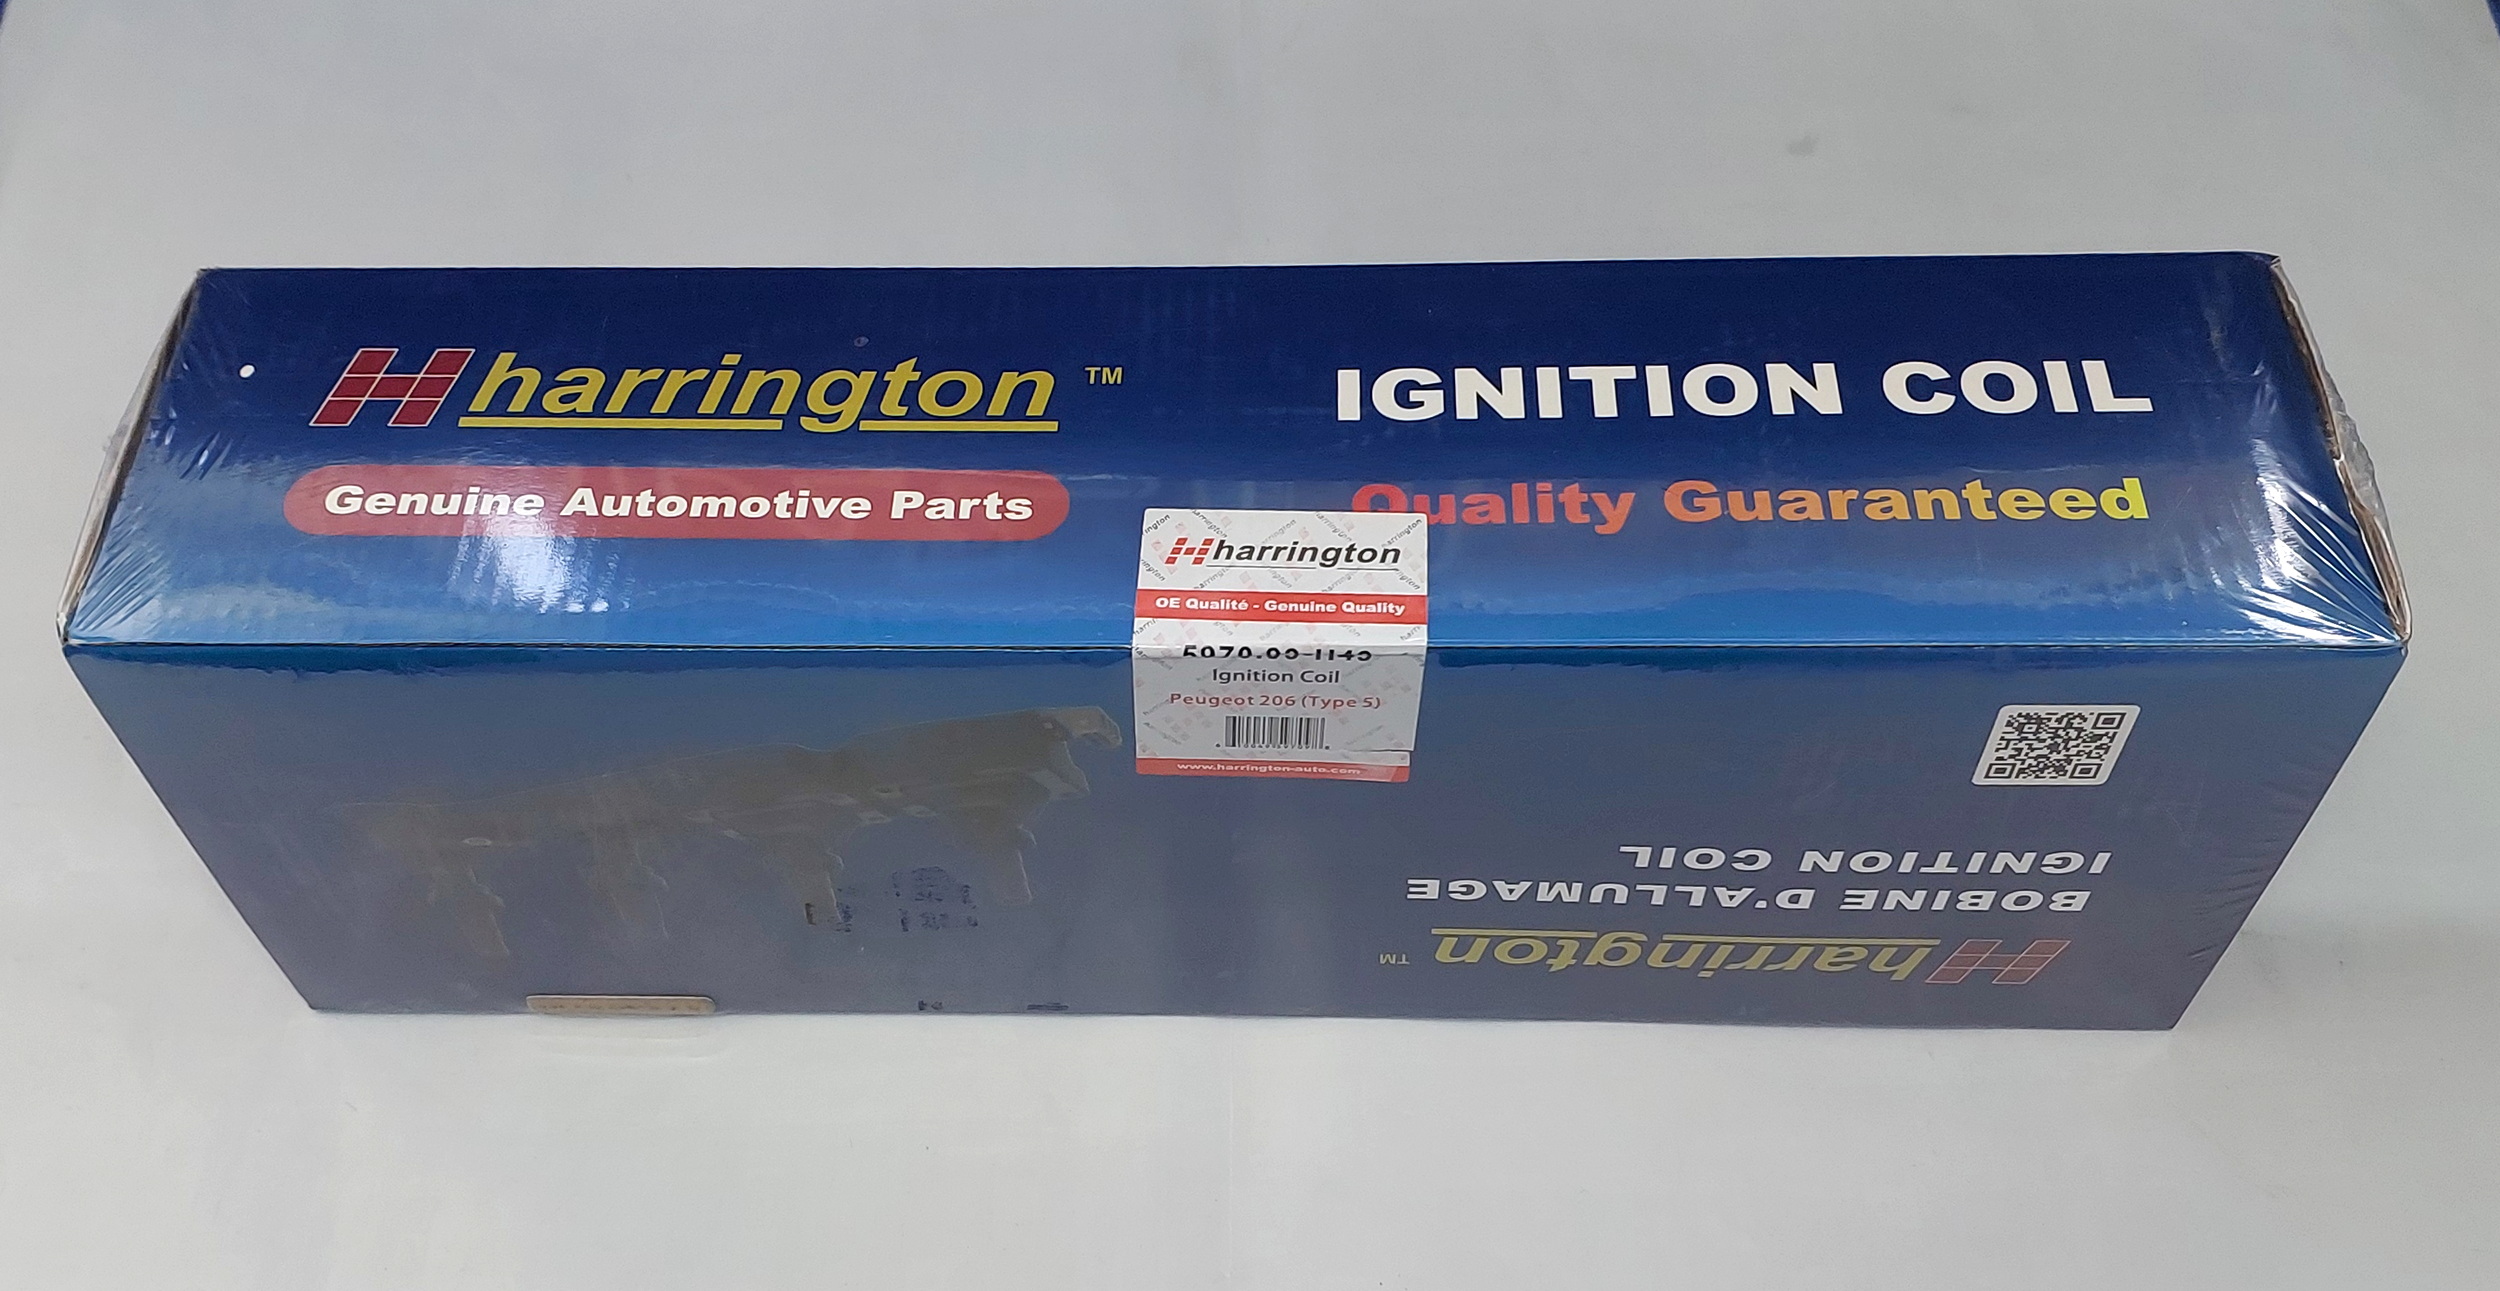 harrington ™
IGNITION COIL
Genuine Automotive Parts
Quality Guaranteed
harrington
OE Qualité - Genuine Quality
Ignition Coil
Peugeot 206 (Type 5)
www.harrington-auto.com
IGNITION COIL
BOBINE D'ALLUMAGE
harrington ™